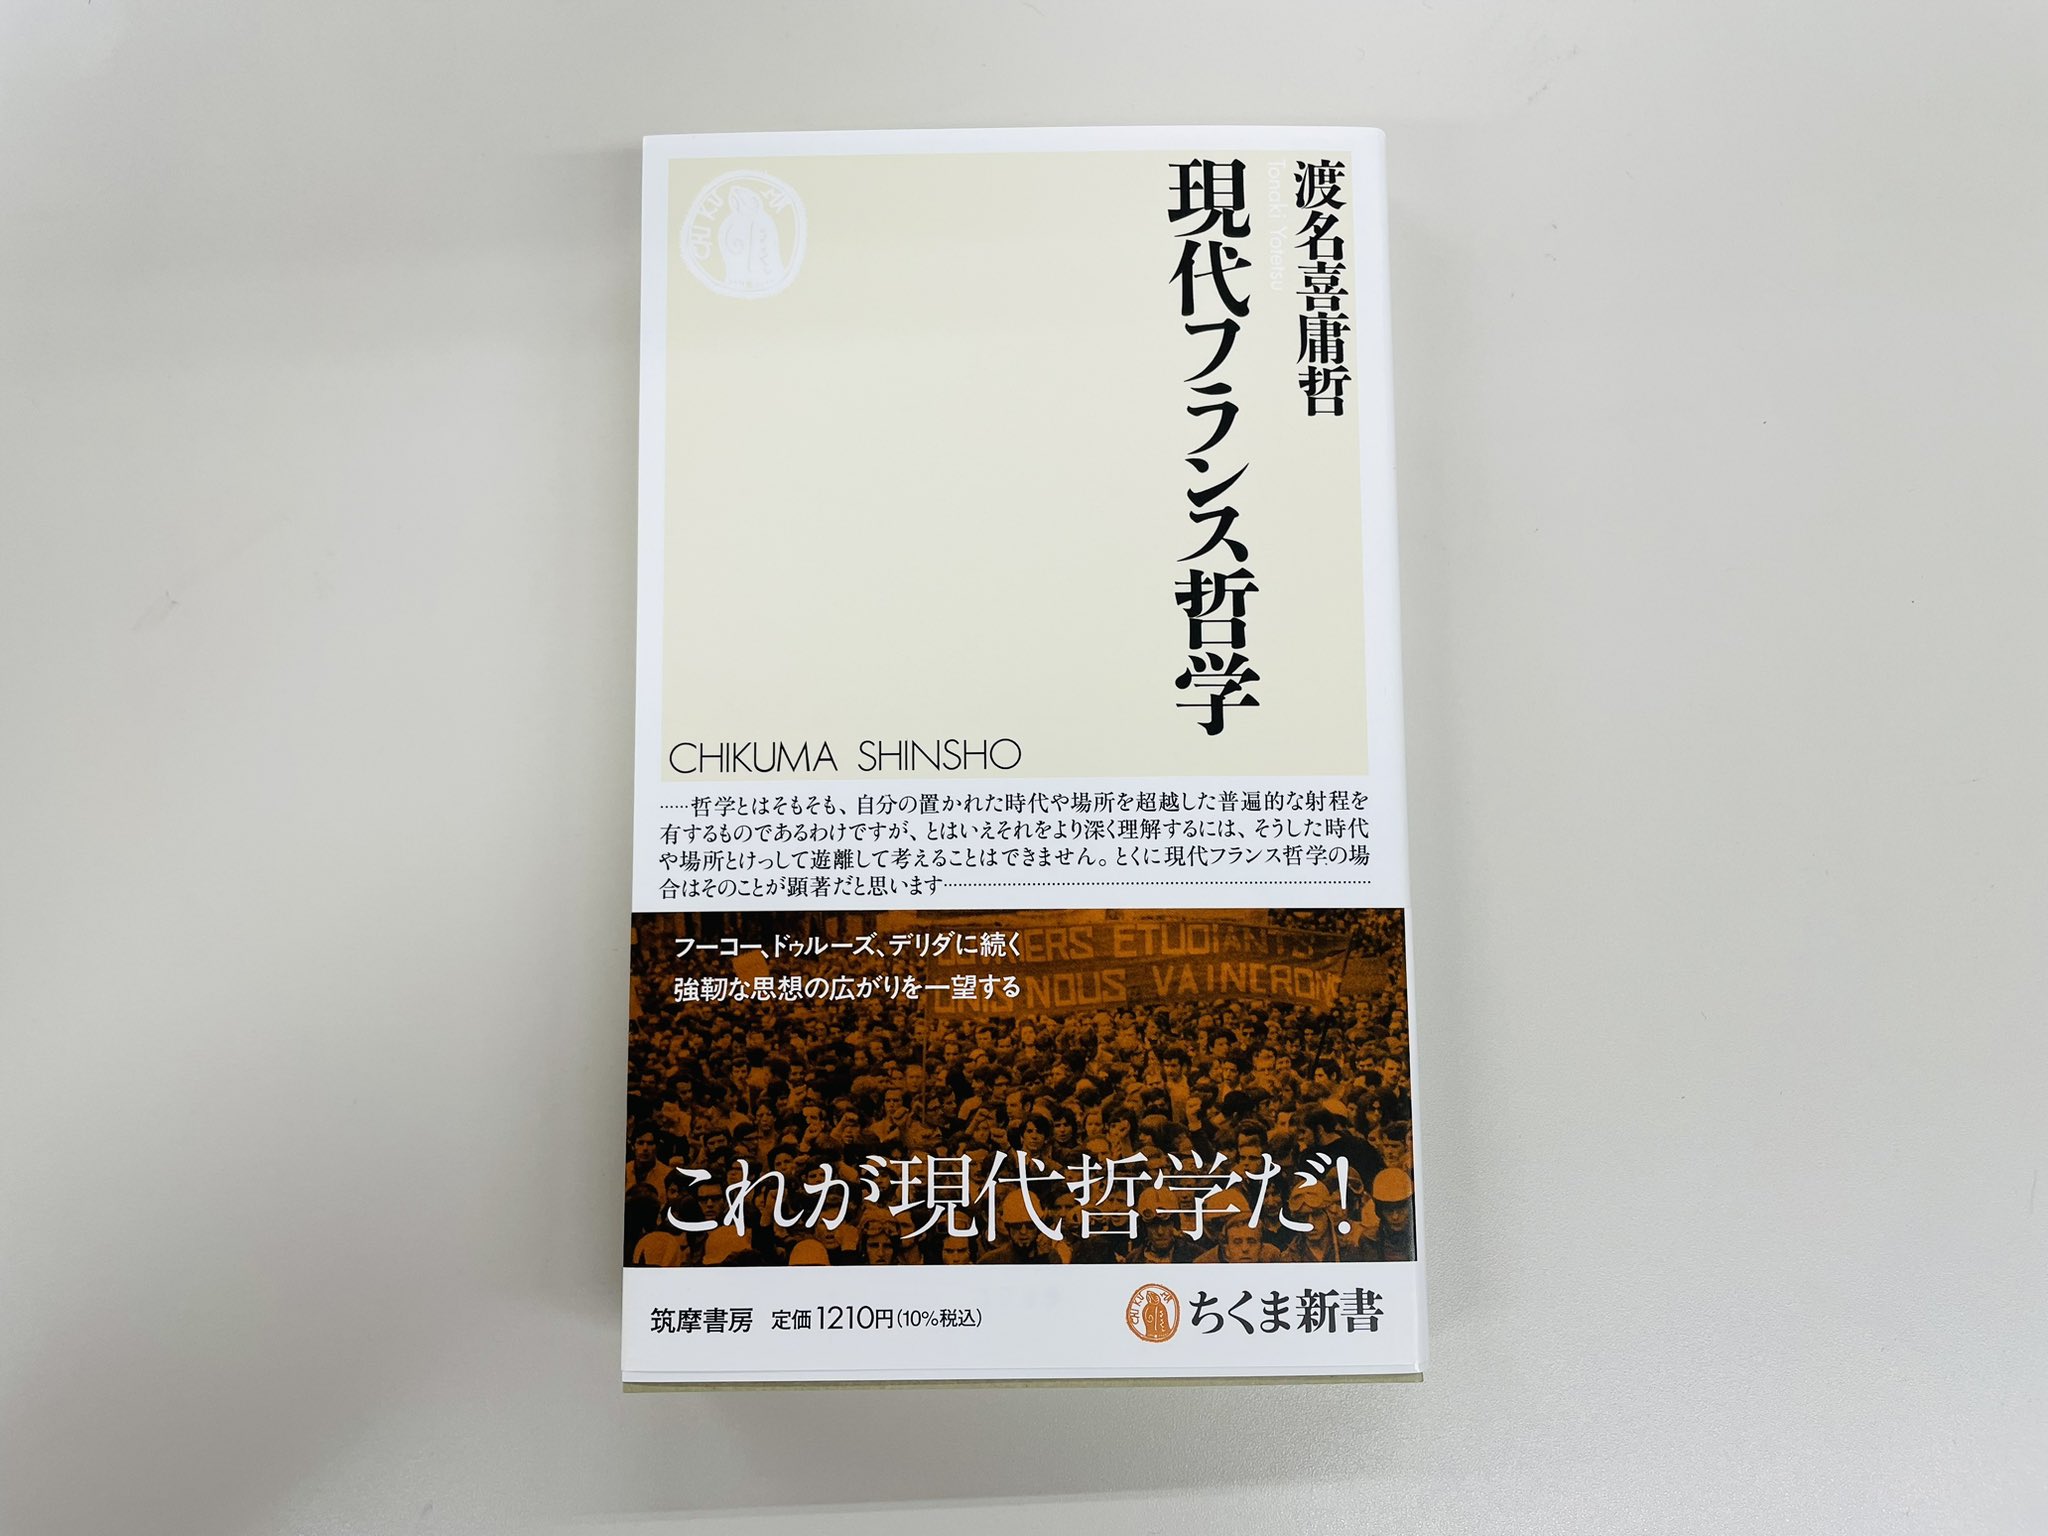 渡名喜庸哲
Tonaki Yotetsu
現代フランス哲学
CHIKUMA
CHIKUMA SHINSHO
……哲学とはそもそも、自分の置かれた時代や場所を超越した普遍的な射程を
有するものであるわけですが、とはいえそれをより深く理解するには、そうした時代
や場所とけっして遊離して考えることはできません。とくに現代フランス哲学の場
合はそのことが顕著だと思います……
フーコー、ドゥルーズ、デリダに続く
強靭な思想の広がりを一望する
ETUDIANTS
NOUS VAINCRONS
これが現代哲学だ!
筑摩書房 定価1210円(10%税込)
CHIKUMA
ちくま新書